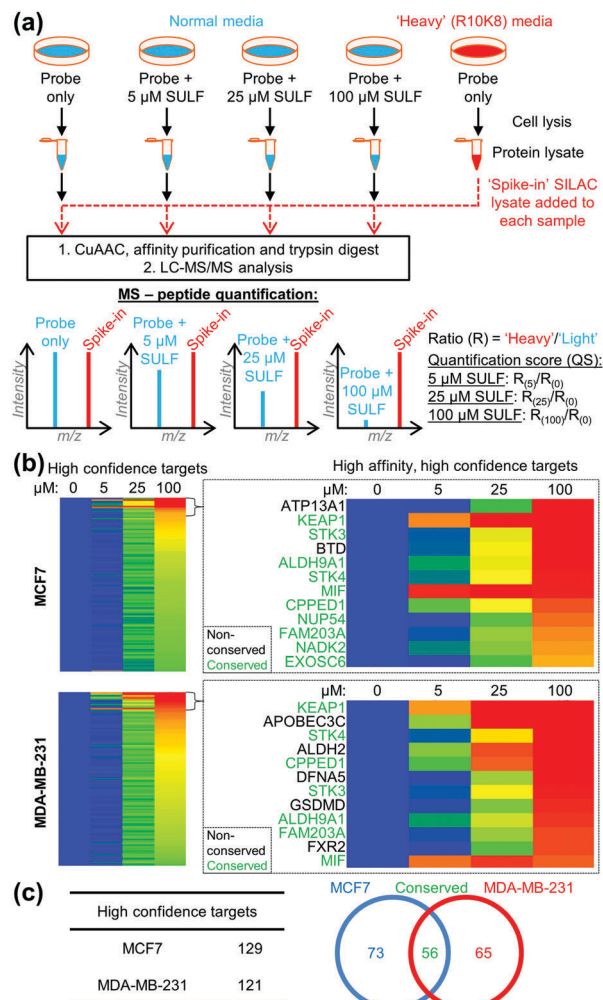 (a)
Normal media
'Heavy' (R10K8) media
Probe only
Probe + 5 µM SULF
Probe + 25 µM SULF
Probe + 100 µM SULF
Probe only
Cell lysis
Protein lysate
'Spike-in' SILAC lysate added to each sample
1. CuAAC, affinity purification and trypsin digest
2. LC-MS/MS analysis
MS – peptide quantification:
Intensity
Probe only
Spike-in
m/z
Intensity
Probe + 5 µM SULF
Spike-in
m/z
Intensity
Probe + 25 µM SULF
Spike-in
m/z
Intensity
Probe + 100 µM SULF
Spike-in
m/z
Ratio (R) = 'Heavy'/'Light'
Quantification score (QS):
5 µM SULF: R(5)/R(0)
25 µM SULF: R(25)/R(0)
100 µM SULF: R(100)/R(0)
(b)
High confidence targets
µM: 0 5 25 100
MCF7
High affinity, high confidence targets
µM: 0 5 25 100
ATP13A1
KEAP1
STK3
BTD
ALDH9A1
STK4
MIF
CPPED1
NUP54
FAM203A
NADK2
EXOSC6
Non-conserved
Conserved
MDA-MB-231
µM: 0 5 25 100
KEAP1
APOBEC3C
STK4
ALDH2
CPPED1
DFNA5
STK3
GSDMD
ALDH9A1
FAM203A
FXR2
MIF
Non-conserved
Conserved
(c)
High confidence targets
MCF7 129
MDA-MB-231 121
MCF7 Conserved MDA-MB-231
73 56 65